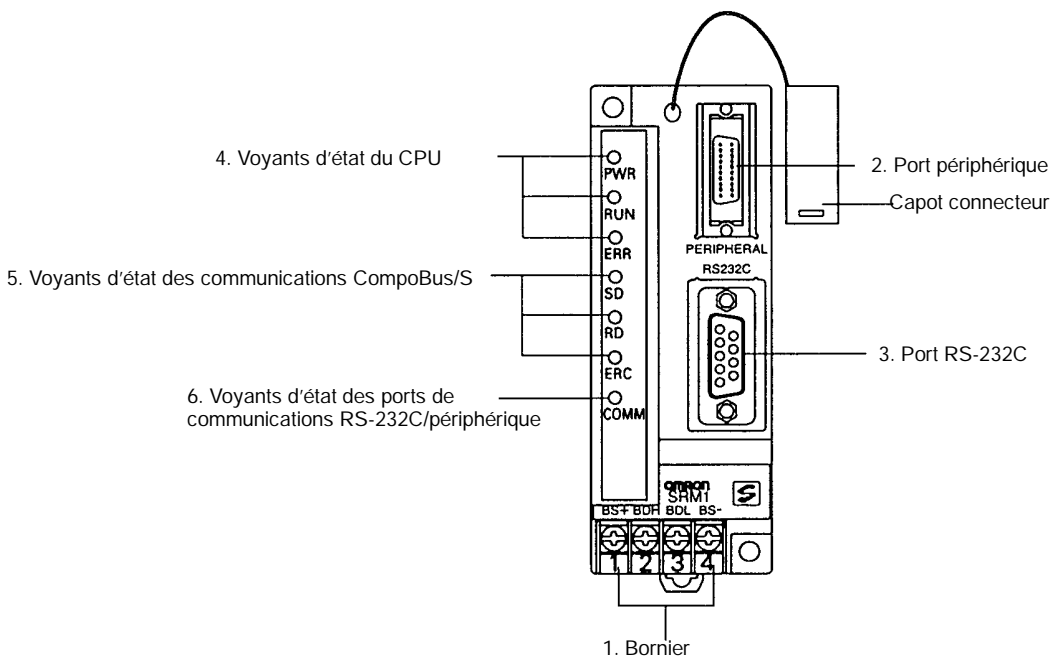 4. Voyants d'état du CPU
2. Port périphérique
Capot connecteur
PWR
RUN
ERR
PERIPHERAL
RS232C
5. Voyants d'état des communications CompoBus/S
SD
RD
ERC
3. Port RS-232C
6. Voyants d'état des ports de
communications RS-232C/périphérique
COMM
OMRON
SRM1
S
BS+ BDH BDL BS-
1 2 3 4
1. Bornier